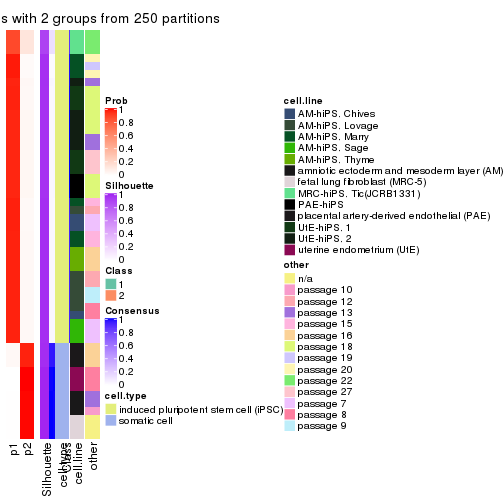 s with 2 groups from 250 partitions
Prob
1
0.8
0.6
0.4
0.2
0
Silhouette
1
0.8
0.6
0.4
0.2
0
Class
1
2
Consensus
1
0.8
0.6
0.4
0.2
0
cell.type
induced pluripotent stem cell (iPSC)
somatic cell
cell.line
AM-hiPS. Chives
AM-hiPS. Lovage
AM-hiPS. Marry
AM-hiPS. Sage
AM-hiPS. Thyme
amniotic ectoderm and mesoderm layer (AM)
fetal lung fibroblast (MRC-5)
MRC-hiPS. Tic(JCRB1331)
PAE-hiPS
placental artery-derived endothelial (PAE)
UtE-hiPS. 1
UtE-hiPS. 2
uterine endometrium (UtE)
other
n/a
passage 10
passage 12
passage 13
passage 15
passage 16
passage 18
passage 19
passage 20
passage 22
passage 27
passage 7
passage 8
passage 9
p1
p2
Silhouette
Class
cell.type
cell.line
other